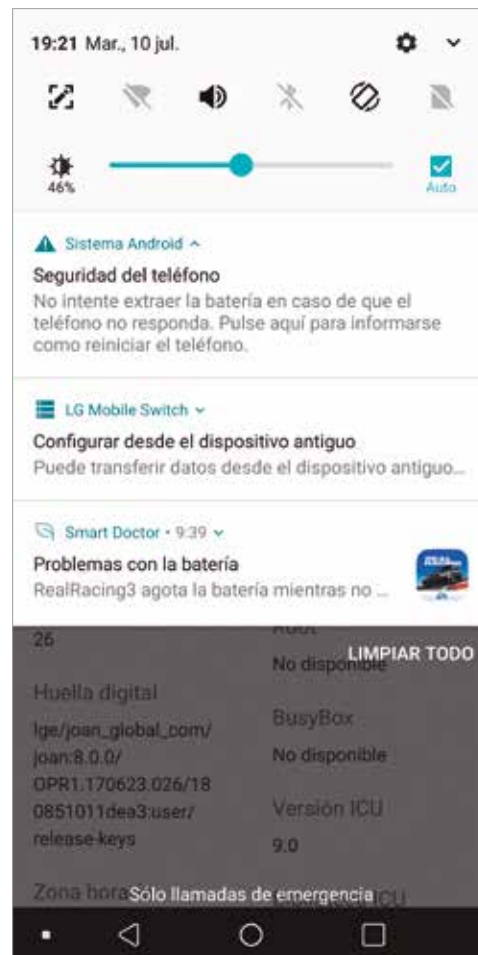 19:21 Mar., 10 jul.
46%
Auto
Sistema Android
Seguridad del teléfono
No intente extraer la batería en caso de que el
teléfono no responda. Pulse aquí para informarse
como reiniciar el teléfono.
LG Mobile Switch
Configurar desde el dispositivo antiguo
Puede transferir datos desde el dispositivo antiguo...
Smart Doctor • 9:39
Problemas con la batería
RealRacing3 agota la batería mientras no ...
LIMPIAR TODO
26
Huella digital
lge/joan_global_com/
joan:8.0.0/
OPR1.170623.026/18
0851011dea3:user/
release-keys
Zona hora
Root
No disponible
BusyBox
No disponible
Versión ICU
9.0
ICU
Sólo llamadas de emergencia